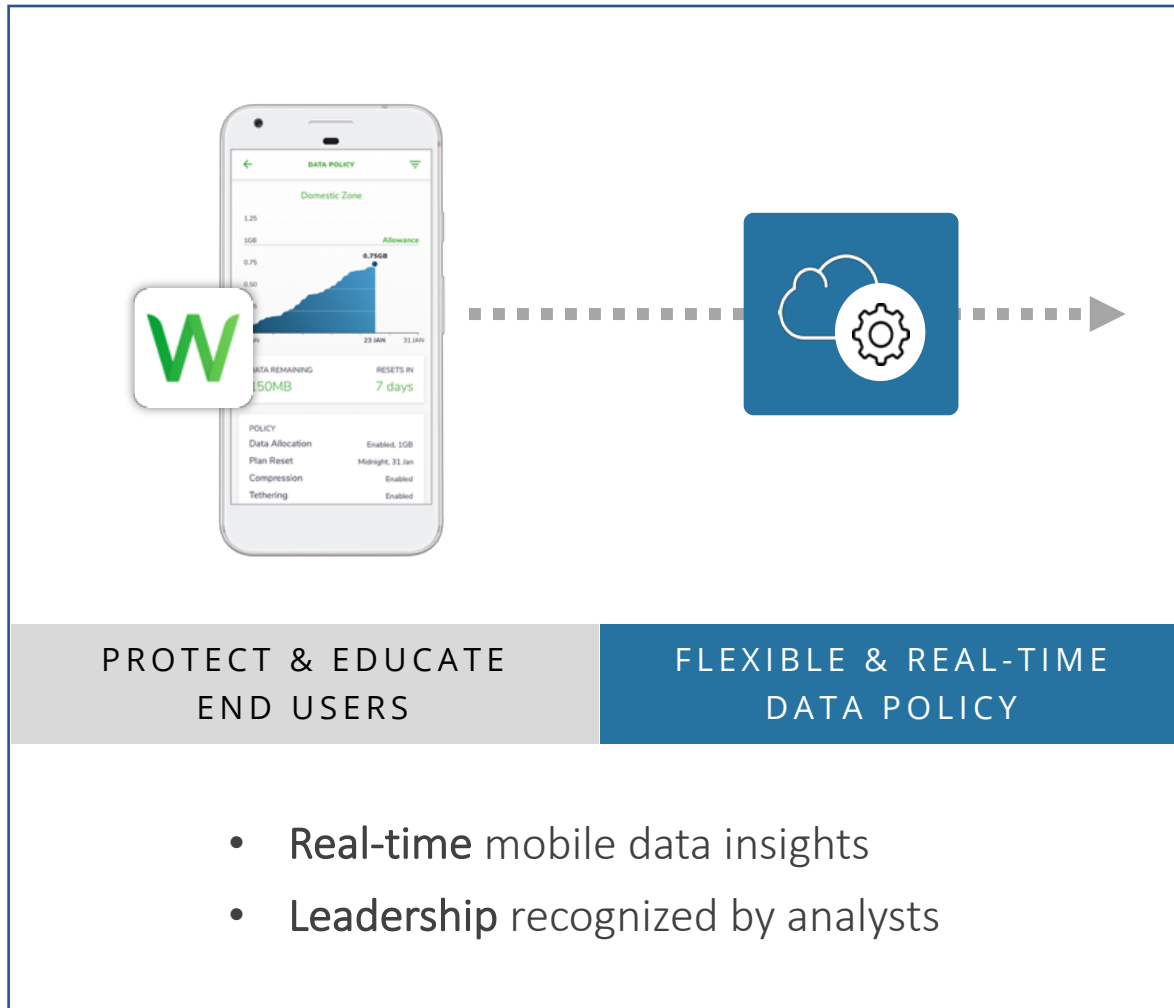 DATA POLICY
Domestic Zone
1.25
1GB
Allowance
0.75GB
0.75
0.50
23 JAN
31 JAN
DATA REMAINING
RESETS IN
150MB
7 days
POLICY
Data Allocation
Enabled, 1GB
Plan Reset
Midnight, 31 Jan
Compression
Enabled
Tethering
Enabled
W
PROTECT & EDUCATE
END USERS
FLEXIBLE & REAL-TIME
DATA POLICY
• Real-time mobile data insights
• Leadership recognized by analysts